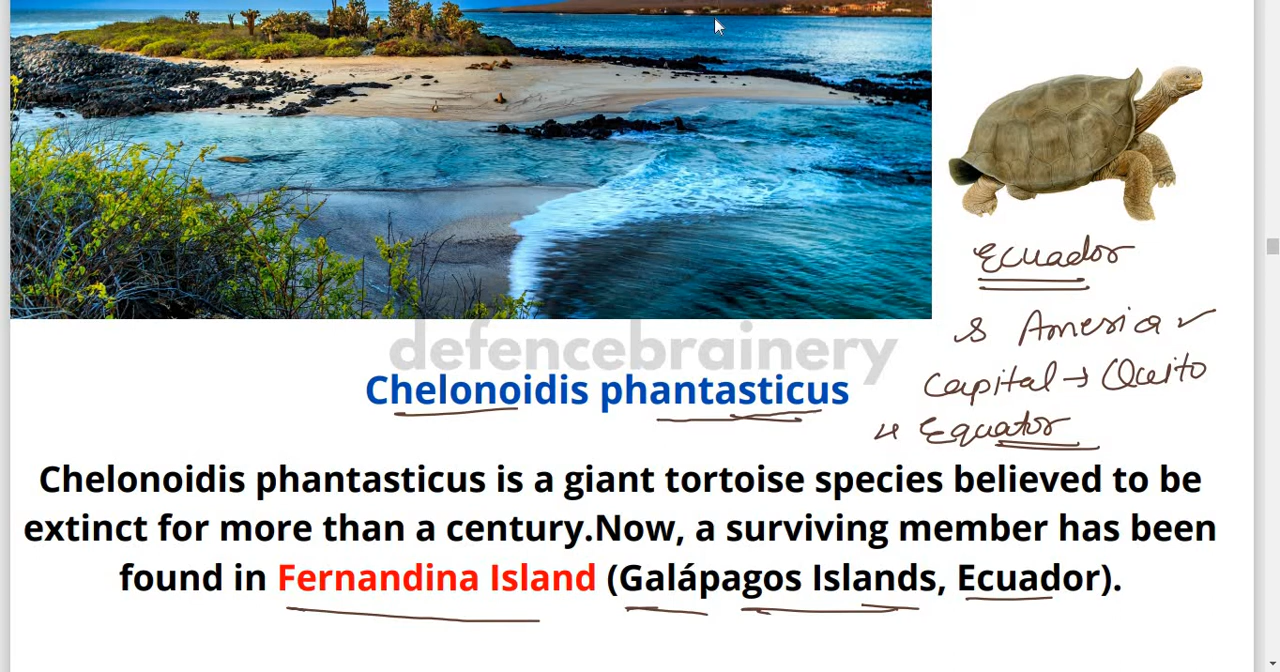 Ecuador
S America
Capital → Quito
Equator
defencebrainery
Chelonoidis phantasticus
Chelonoidis phantasticus is a giant tortoise species believed to be
extinct for more than a century.Now, a surviving member has been
found in Fernandina Island (Galápagos Islands, Ecuador).